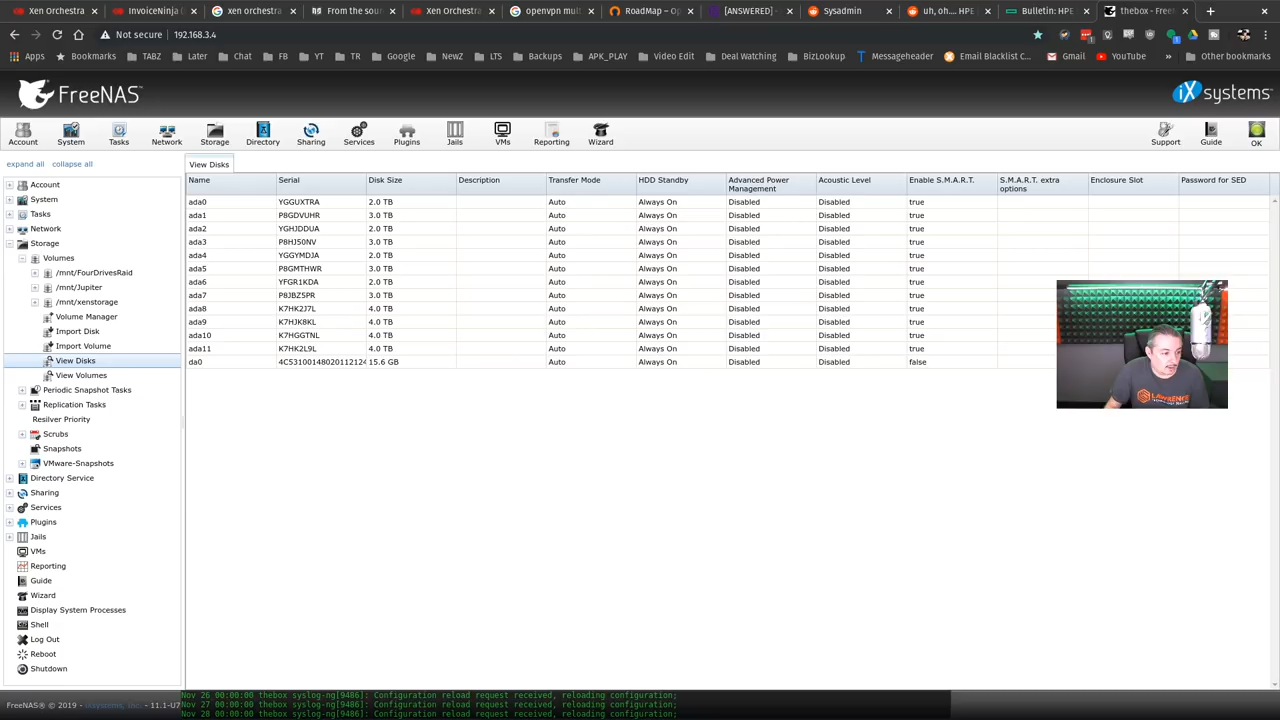 Xen Orchestra
InvoiceNinja
xen orchestra
From the sour
Xen Orchestra
openvpn mult
RoadMap – Op
[ANSWERED]
Sysadmin
uh, oh.... HPE
Bulletin: HPE
thebox - FreeN
Not secure | 192.168.3.4
Apps Bookmarks TABZ Later Chat FB YT TR Google NewZ LTS Backups APK_PLAY Video Edit Deal Watching BizLookup Messageheader Email Blacklist C... Gmail YouTube » Other bookmarks
FreeNAS
iXsystems
Account System Tasks Network Storage Directory Sharing Services Plugins Jails VMs Reporting Wizard Support Guide OK
expand all collapse all
Account
System
Tasks
Network
Storage
Volumes
/mnt/FourDrivesRaid
/mnt/Jupiter
/mnt/xenstorage
Volume Manager
Import Disk
Import Volume
View Disks
View Volumes
Periodic Snapshot Tasks
Replication Tasks
Resilver Priority
Scrubs
Snapshots
VMware-Snapshots
Directory Service
Sharing
Services
Plugins
Jails
VMs
Reporting
Guide
Wizard
Display System Processes
Shell
Log Out
Reboot
Shutdown
View Disks
Name Serial Disk Size Description Transfer Mode HDD Standby Advanced Power Management Acoustic Level Enable S.M.A.R.T. S.M.A.R.T. extra options Enclosure Slot Password for SED
ada0 YGGUXTRA 2.0 TB Auto Always On Disabled Disabled true
ada1 P8GDVUHR 3.0 TB Auto Always On Disabled Disabled true
ada2 YGHJDDUA 2.0 TB Auto Always On Disabled Disabled true
ada3 P8HJ50NV 3.0 TB Auto Always On Disabled Disabled true
ada4 YGGYMDJA 2.0 TB Auto Always On Disabled Disabled true
ada5 P8GMTHWR 3.0 TB Auto Always On Disabled Disabled true
ada6 YFGR1KDA 2.0 TB Auto Always On Disabled Disabled true
ada7 P8JBZ5PR 3.0 TB Auto Always On Disabled Disabled true
ada8 K7HK2J7L 4.0 TB Auto Always On Disabled Disabled true
ada9 K7HJK8KL 4.0 TB Auto Always On Disabled Disabled true
ada10 K7HGGTNL 4.0 TB Auto Always On Disabled Disabled true
ada11 K7HK2L9L 4.0 TB Auto Always On Disabled Disabled true
da0 4C5310014802011212 15.6 GB Auto Always On Disabled Disabled false
LAWRENCE
FreeNAS® © 2019 - iXsystems, Inc. - 11.1-U7
Nov 26 00:00:00 thebox syslog-ng[9486]: Configuration reload request received, reloading configuration;
Nov 27 00:00:00 thebox syslog-ng[9486]: Configuration reload request received, reloading configuration;
Nov 28 00:00:00 thebox syslog-ng[9486]: Configuration reload request received, reloading configuration;